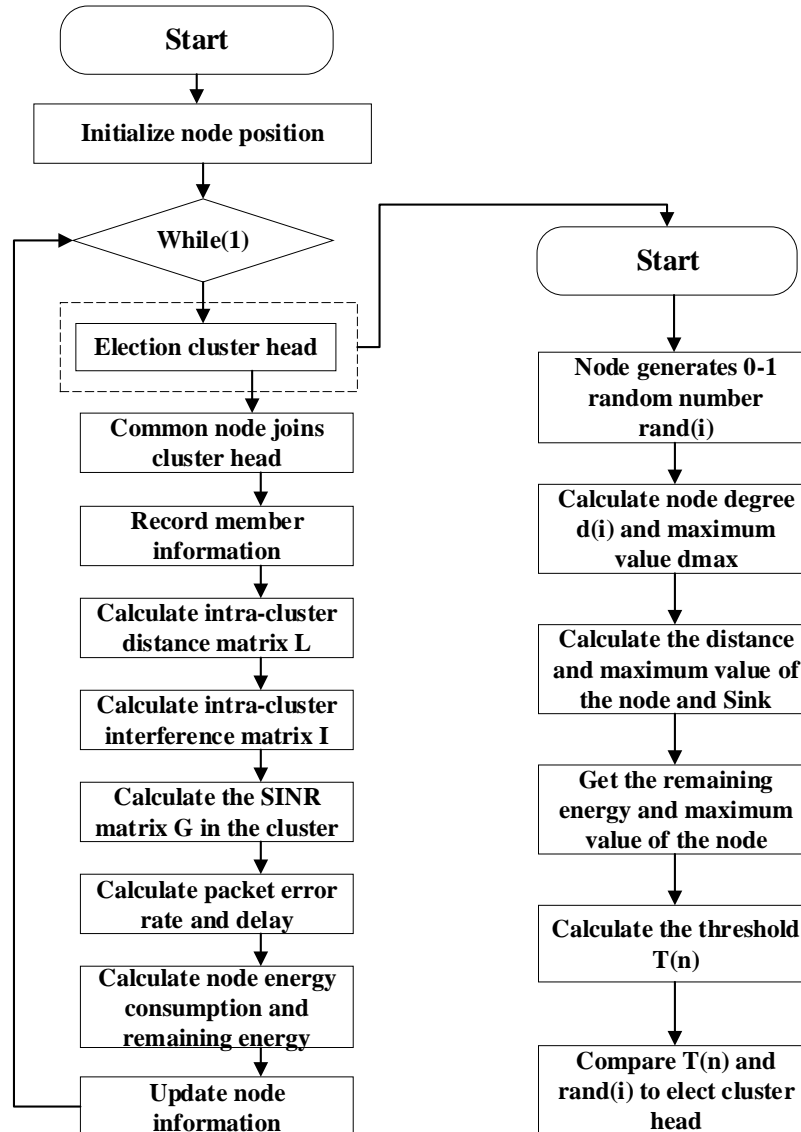 Start
Initialize node position
While(1)
Election cluster head
Common node joins
cluster head
Record member
information
Calculate intra-cluster
distance matrix L
Calculate intra-cluster
interference matrix I
Calculate the SINR
matrix G in the cluster
Calculate packet error
rate and delay
Calculate node energy
consumption and
remaining energy
Update node
information
Start
Node generates 0-1
random number
rand(i)
Calculate node degree
d(i) and maximum
value dmax
Calculate the distance
and maximum value of
the node and Sink
Get the remaining
energy and maximum
value of the node
Calculate the threshold
T(n)
Compare T(n) and
rand(i) to elect cluster
head